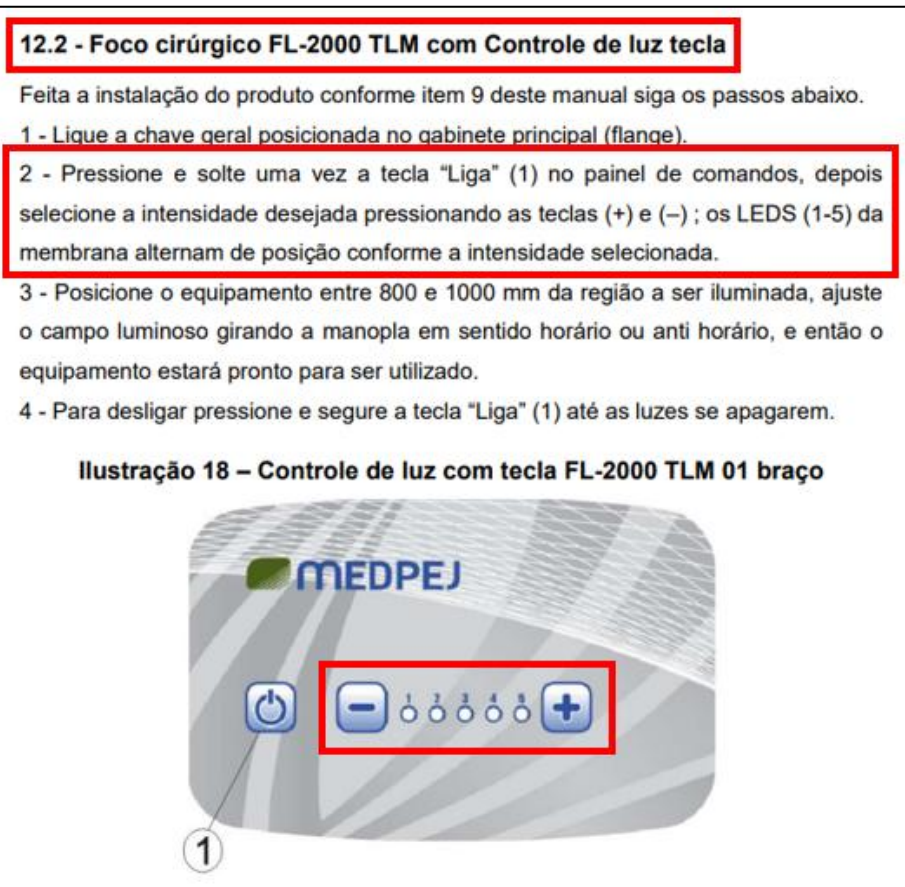 12.2 - Foco cirúrgico FL-2000 TLM com Controle de luz tecla
Feita a instalação do produto conforme item 9 deste manual siga os passos abaixo.
1 - Ligue a chave geral posicionada no gabinete principal (flange).
2 - Pressione e solte uma vez a tecla “Liga” (1) no painel de comandos, depois
selecione a intensidade desejada pressionando as teclas (+) e (–) ; os LEDS (1-5) da
membrana alternam de posição conforme a intensidade selecionada.
3 - Posicione o equipamento entre 800 e 1000 mm da região a ser iluminada, ajuste
o campo luminoso girando a manopla em sentido horário ou anti horário, e então o
equipamento estará pronto para ser utilizado.
4 - Para desligar pressione e segure a tecla “Liga” (1) até as luzes se apagarem.
Ilustração 18 – Controle de luz com tecla FL-2000 TLM 01 braço
MEDPEJ
1 2 3 4 5
1